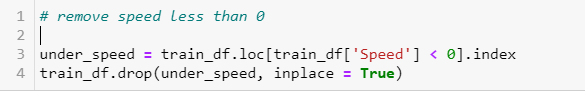 1 # remove speed less than 0
2
3 under_speed = train_df.loc[train_df['Speed'] < 0].index
4 train_df.drop(under_speed, inplace = True)